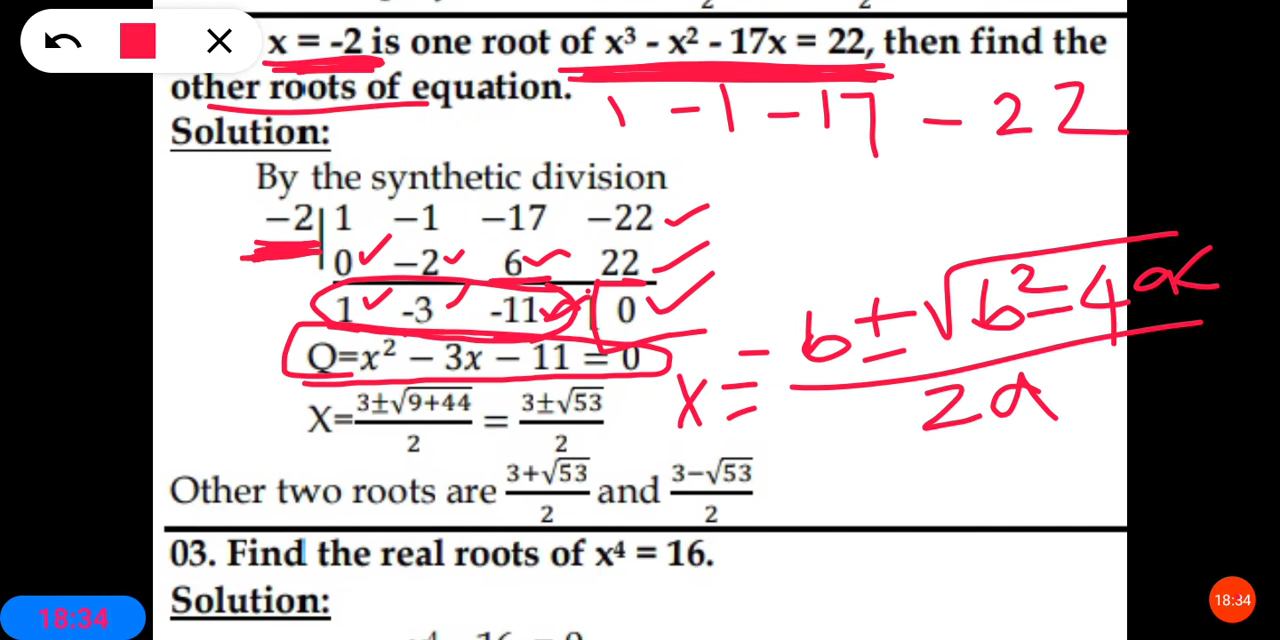 x = -2 is one root of x³ - x² - 17x = 22, then find the
other roots of equation.
1 -1 -17 -22
Solution:
By the synthetic division
−2| 1 −1 −17 −22
0 −2 6 22
1 -3 -11 | 0
Q=x² − 3x − 11 = 0
x = b±√b²-4ac / 2a
X= 3±√9+44 / 2 = 3±√53 / 2
Other two roots are 3+√53 / 2 and 3−√53 / 2
03. Find the real roots of x⁴ = 16.
Solution:
18:34
18:34